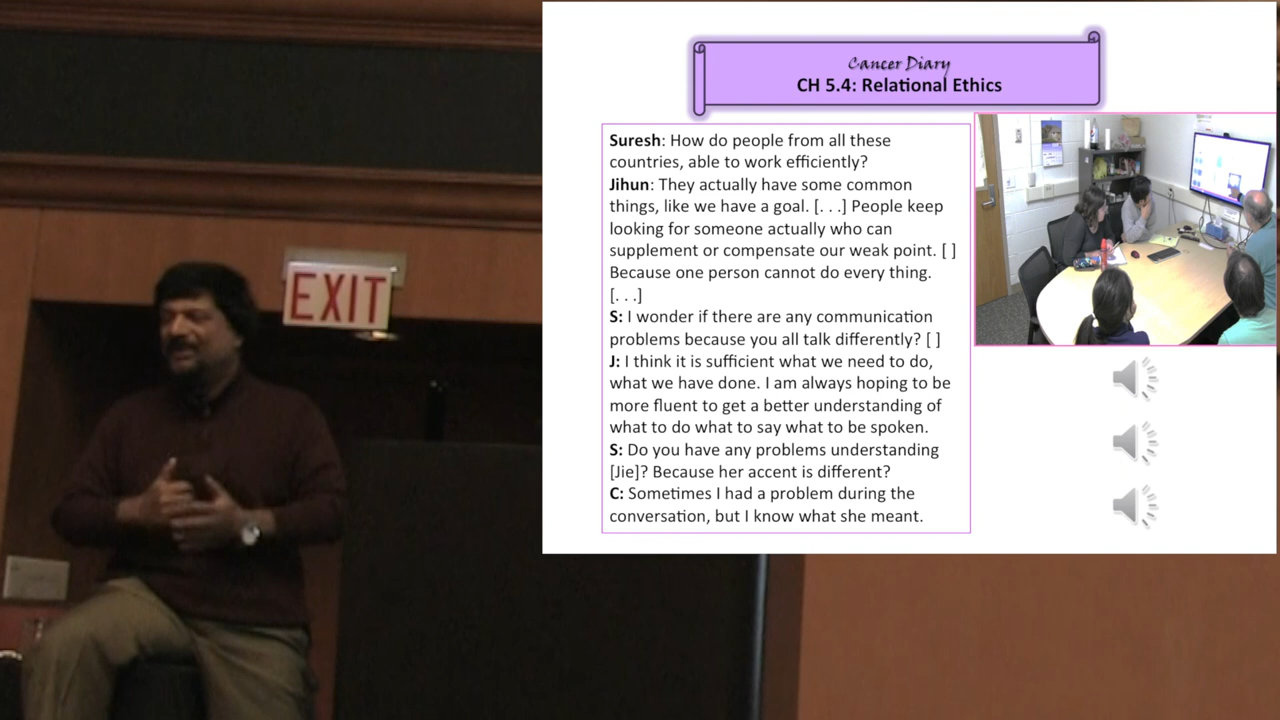 Cancer Diary
CH 5.4: Relational Ethics
Suresh: How do people from all these
countries, able to work efficiently?
Jihun: They actually have some common
things, like we have a goal. [. . .] People keep
looking for someone actually who can
supplement or compensate our weak point. [ ]
Because one person cannot do every thing.
[. . .]
S: I wonder if there are any communication
problems because you all talk differently? [ ]
J: I think it is sufficient what we need to do,
what we have done. I am always hoping to be
more fluent to get a better understanding of
what to do what to say what to be spoken.
S: Do you have any problems understanding
[Jie]? Because her accent is different?
C: Sometimes I had a problem during the
conversation, but I know what she meant.
EXIT